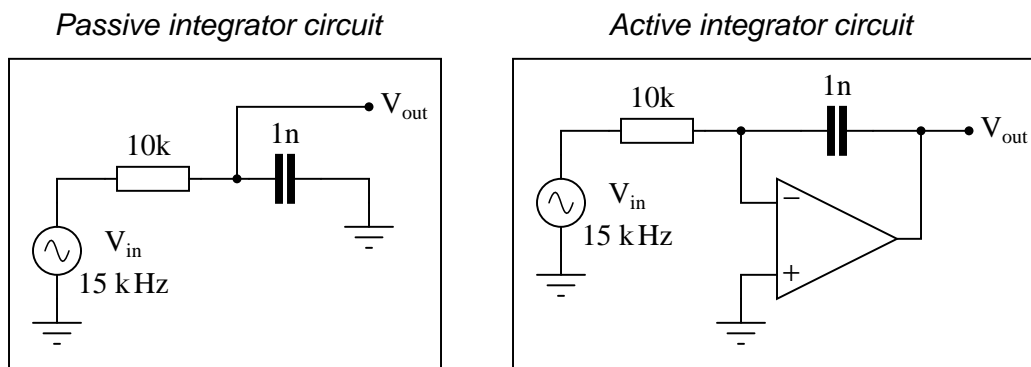 Passive integrator circuit
Active integrator circuit
V_out
1n
10k
V_in
15 kHz
1n
10k
V_out
V_in
15 kHz
−
+